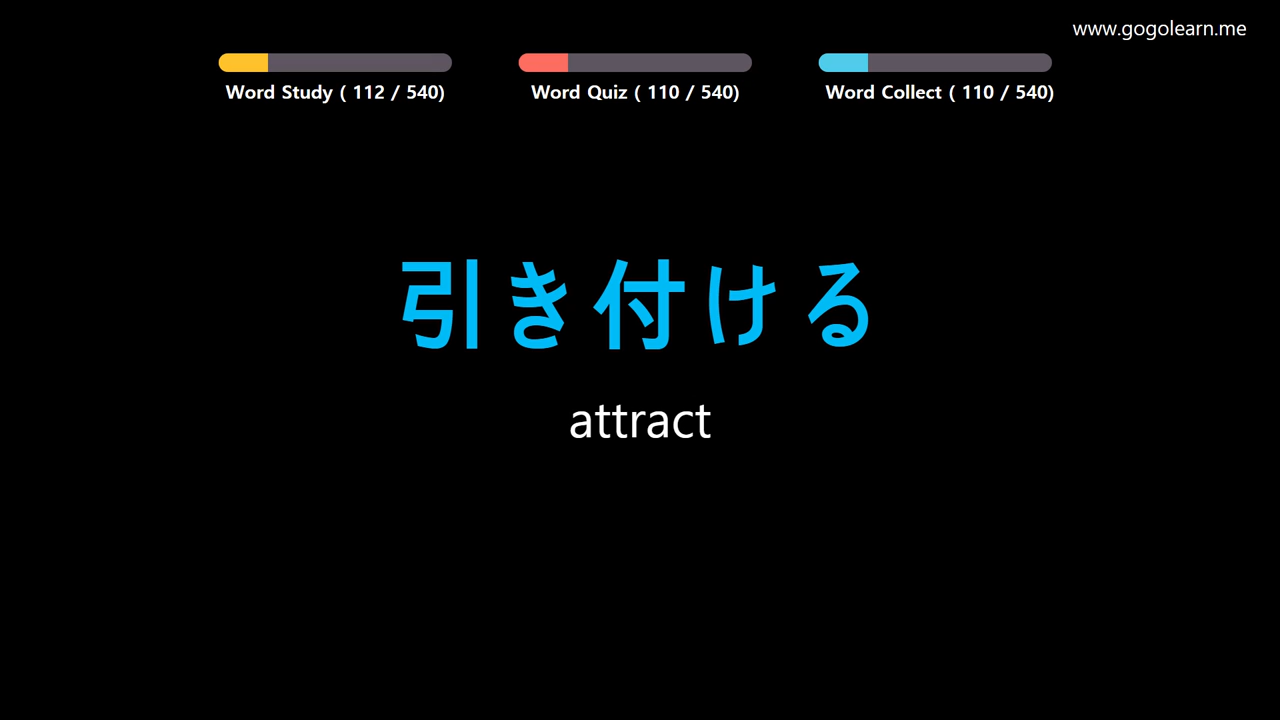 www.gogolearn.me
Word Study ( 112 / 540)
Word Quiz ( 110 / 540)
Word Collect ( 110 / 540)
引き付ける
attract